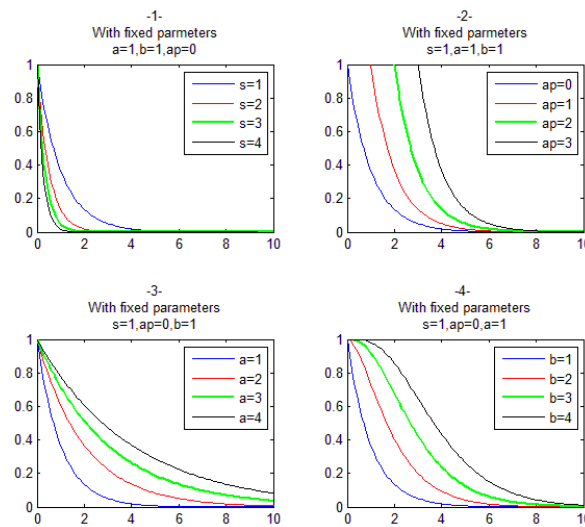 -1-
With fixed parmeters
a=1,b=1,ap=0
1
0.8
0.6
0.4
0.2
0
0 2 4 6 8 10
s=1
s=2
s=3
s=4
-2-
With fixed parameters
s=1,a=1,b=1
1
0.8
0.6
0.4
0.2
0
0 2 4 6 8 10
ap=0
ap=1
ap=2
ap=3
-3-
With fixed parameters
s=1,ap=0,b=1
1
0.8
0.6
0.4
0.2
0
0 2 4 6 8 10
a=1
a=2
a=3
a=4
-4-
With fixed parameters
s=1,ap=0,a=1
1
0.8
0.6
0.4
0.2
0
0 2 4 6 8 10
b=1
b=2
b=3
b=4